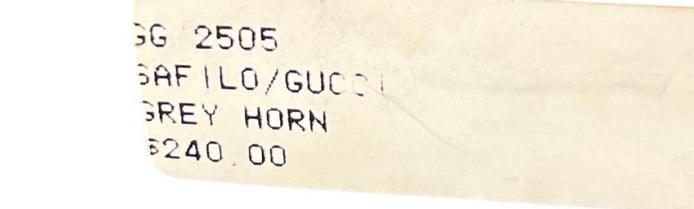 GG 2505
SAFILO/GUCCI
GREY HORN
$240.00